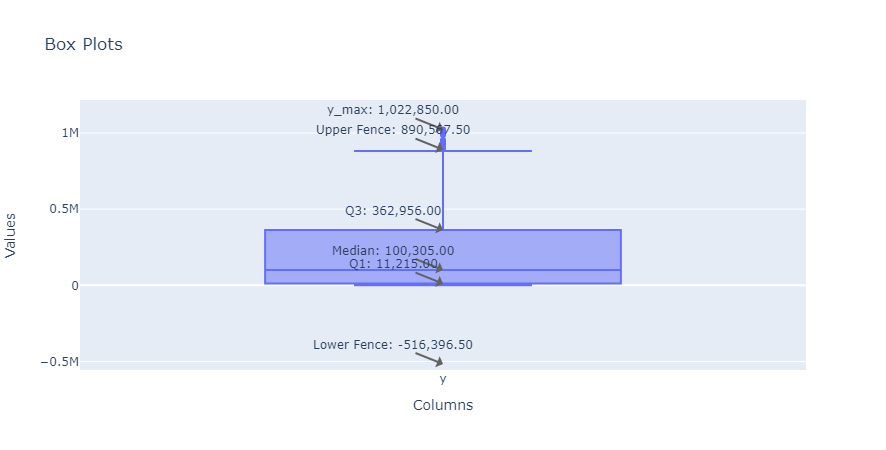 Box Plots
y_max: 1,022,850.00
1M
Upper Fence: 890,567.50
0.5M
Q3: 362,956.00
Values
Median: 100,305.00
Q1: 11,215.00
0
Lower Fence: -516,396.50
−0.5M
y
Columns